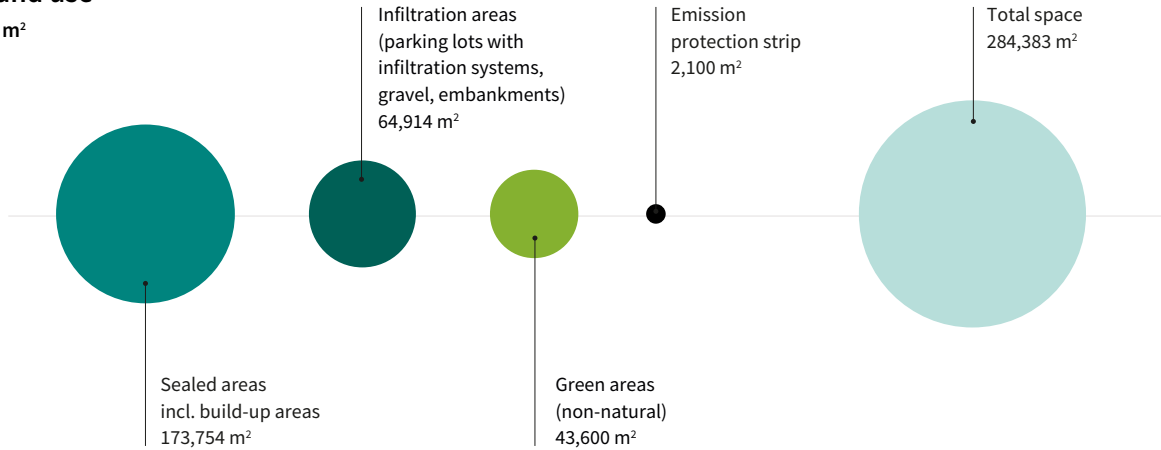 m²
Infiltration areas
(parking lots with
infiltration systems,
gravel, embankments)
64,914 m²
Emission
protection strip
2,100 m²
Total space
284,383 m²
Sealed areas
incl. build-up areas
173,754 m²
Green areas
(non-natural)
43,600 m²